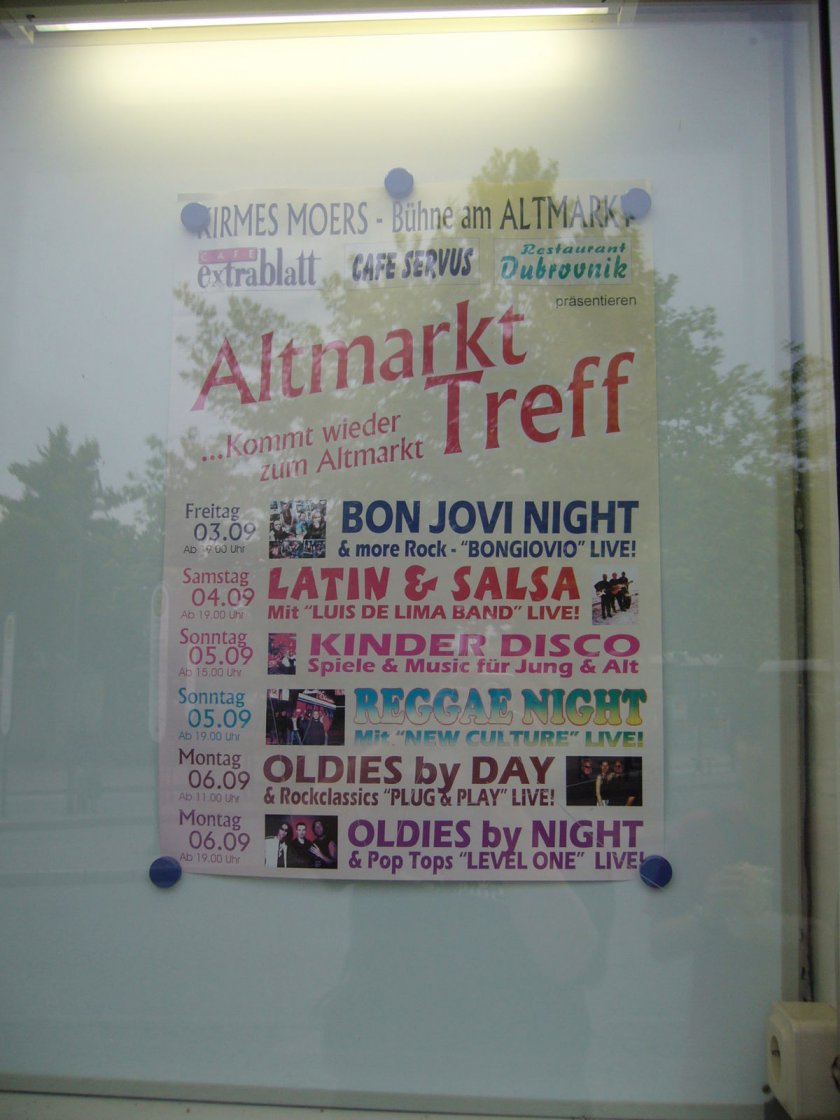 KIRMES MOERS - Bühne am ALTMARKT
CAFE
extrablatt
CAFE SERVUS
Restaurant
Dubrovnik
präsentieren
Altmarkt
Treff
...Kommt wieder
zum Altmarkt
Freitag
03.09
Ab 19.00 Uhr
BON JOVI NIGHT
& more Rock - "BONGIOVIO" LIVE!
Samstag
04.09
Ab 19.00 Uhr
LATIN & SALSA
Mit "LUIS DE LIMA BAND" LIVE!
Sonntag
05.09
Ab 15.00 Uhr
KINDER DISCO
Spiele & Music für Jung & Alt
Sonntag
05.09
Ab 19.00 Uhr
REGGAE NIGHT
Mit "NEW CULTURE" LIVE!
Montag
06.09
Ab 11.00 Uhr
OLDIES by DAY
& Rockclassics "PLUG & PLAY" LIVE!
Montag
06.09
Ab 19.00 Uhr
OLDIES by NIGHT
& Pop Tops "LEVEL ONE" LIVE!